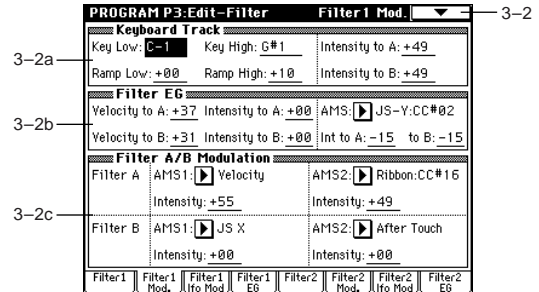 PROGRAM P3:Edit-Filter Filter1 Mod. 3–2
Keyboard Track
Key Low: C-1 Key High: G#1 Intensity to A: +49
3–2a
Ramp Low: +00 Ramp High: +10 Intensity to B: +49
Filter EG
Velocity to A: +37 Intensity to A: +00 AMS: JS-Y:CC#02
3–2b
Velocity to B: +31 Intensity to B: +00 Int to A: -15 to B: -15
Filter A/B Modulation
Filter A AMS1: Velocity AMS2: Ribbon:CC#16
Intensity: +55 Intensity: +49
3–2c
Filter B AMS1: JS X AMS2: After Touch
Intensity: +00 Intensity: +00
Filter1 Filter1 Mod. Filter1 lfo Mod Filter1 EG Filter2 Filter2 Mod. Filter2 lfo Mod Filter2 EG